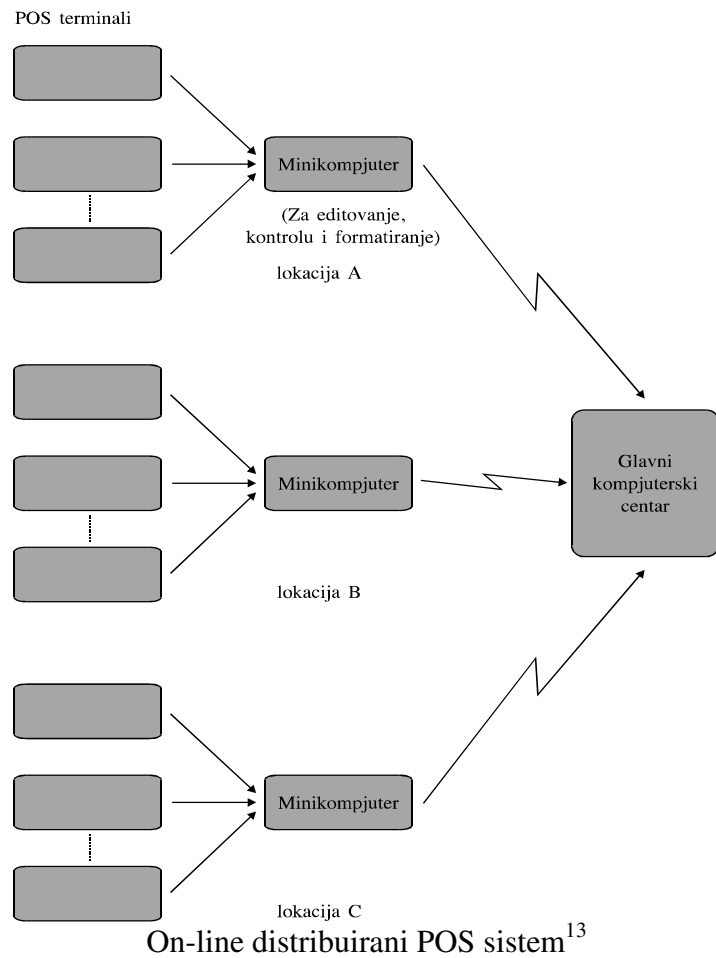 POS terminali
Minikompjuter
(Za editovanje,
kontrolu i formatiranje)
lokacija A
Minikompjuter
lokacija B
Glavni
kompjuterski
centar
Minikompjuter
lokacija C
On-line distribuirani POS sistem13